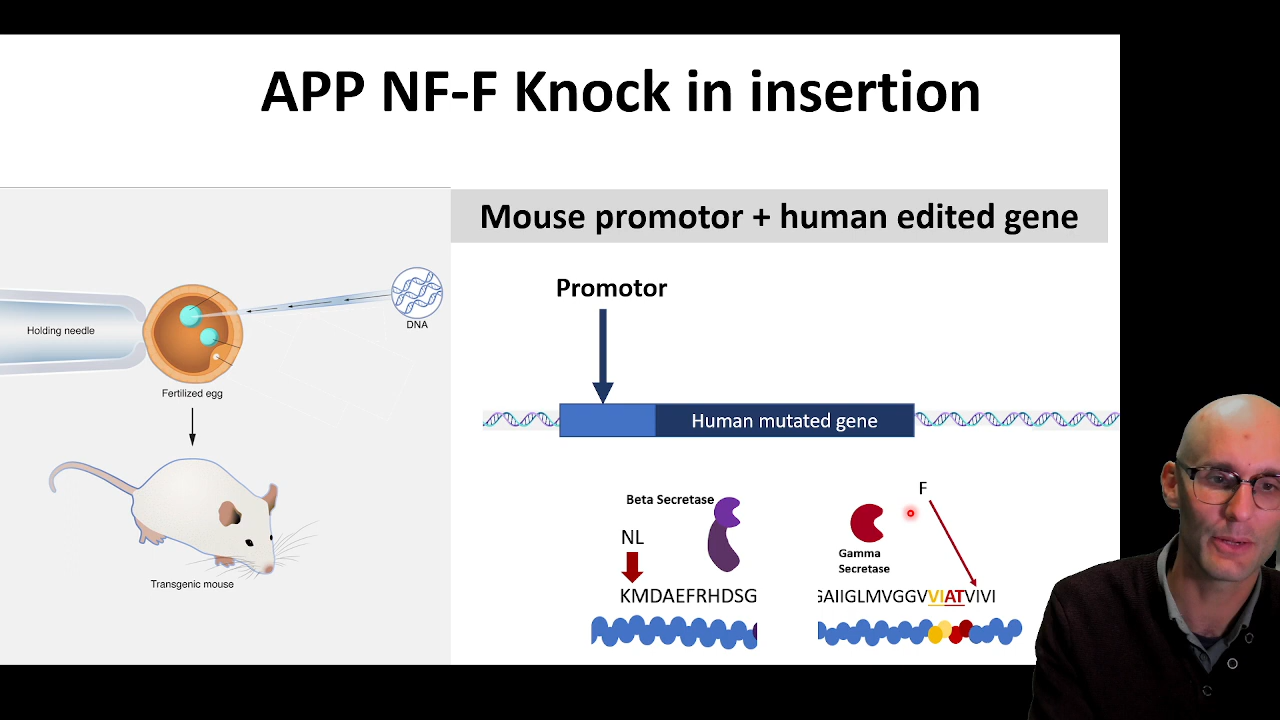 APP NF-F Knock in insertion
Mouse promotor + human edited gene
Holding needle
DNA
Fertilized egg
Transgenic mouse
Promotor
Human mutated gene
Beta Secretase
NL
KMDAEFRHDSG
F
Gamma
Secretase
GAIIGLMVGGVVIATVIVI